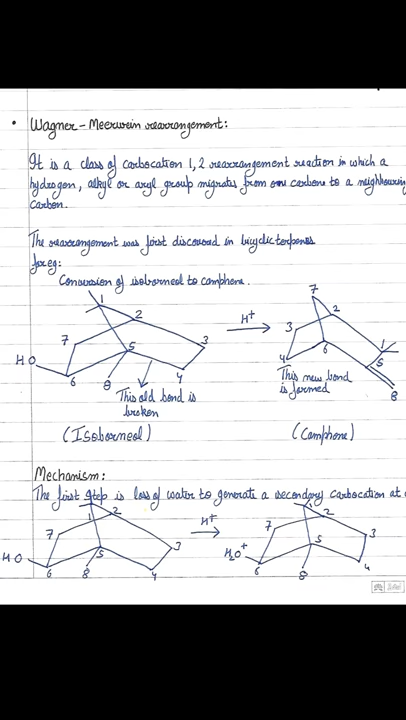 • Wagner-Meerwein rearrangement:
It is a class of carbocation 1,2 rearrangement reaction in which a
hydrogen, alkyl or aryl group migrates from one carbone to a neighbouring
carbon.
The rearrangement was first discovered in bicyclic terpenes
for eg:
Conversion of isoborneol to camphone.
1 2 3 4 5 6 7 8 HO
H+
7 2 3 4 6 1 5 8
This old bond is
broken
This new bond
is formed
(Isoborneol)
(Camphone)
Mechanism:
The first step is loss of water to generate a secondary carbocation at
1 2 3 4 5 6 7 8 HO
H+
1 2 3 4 5 6 7 8 H2O+